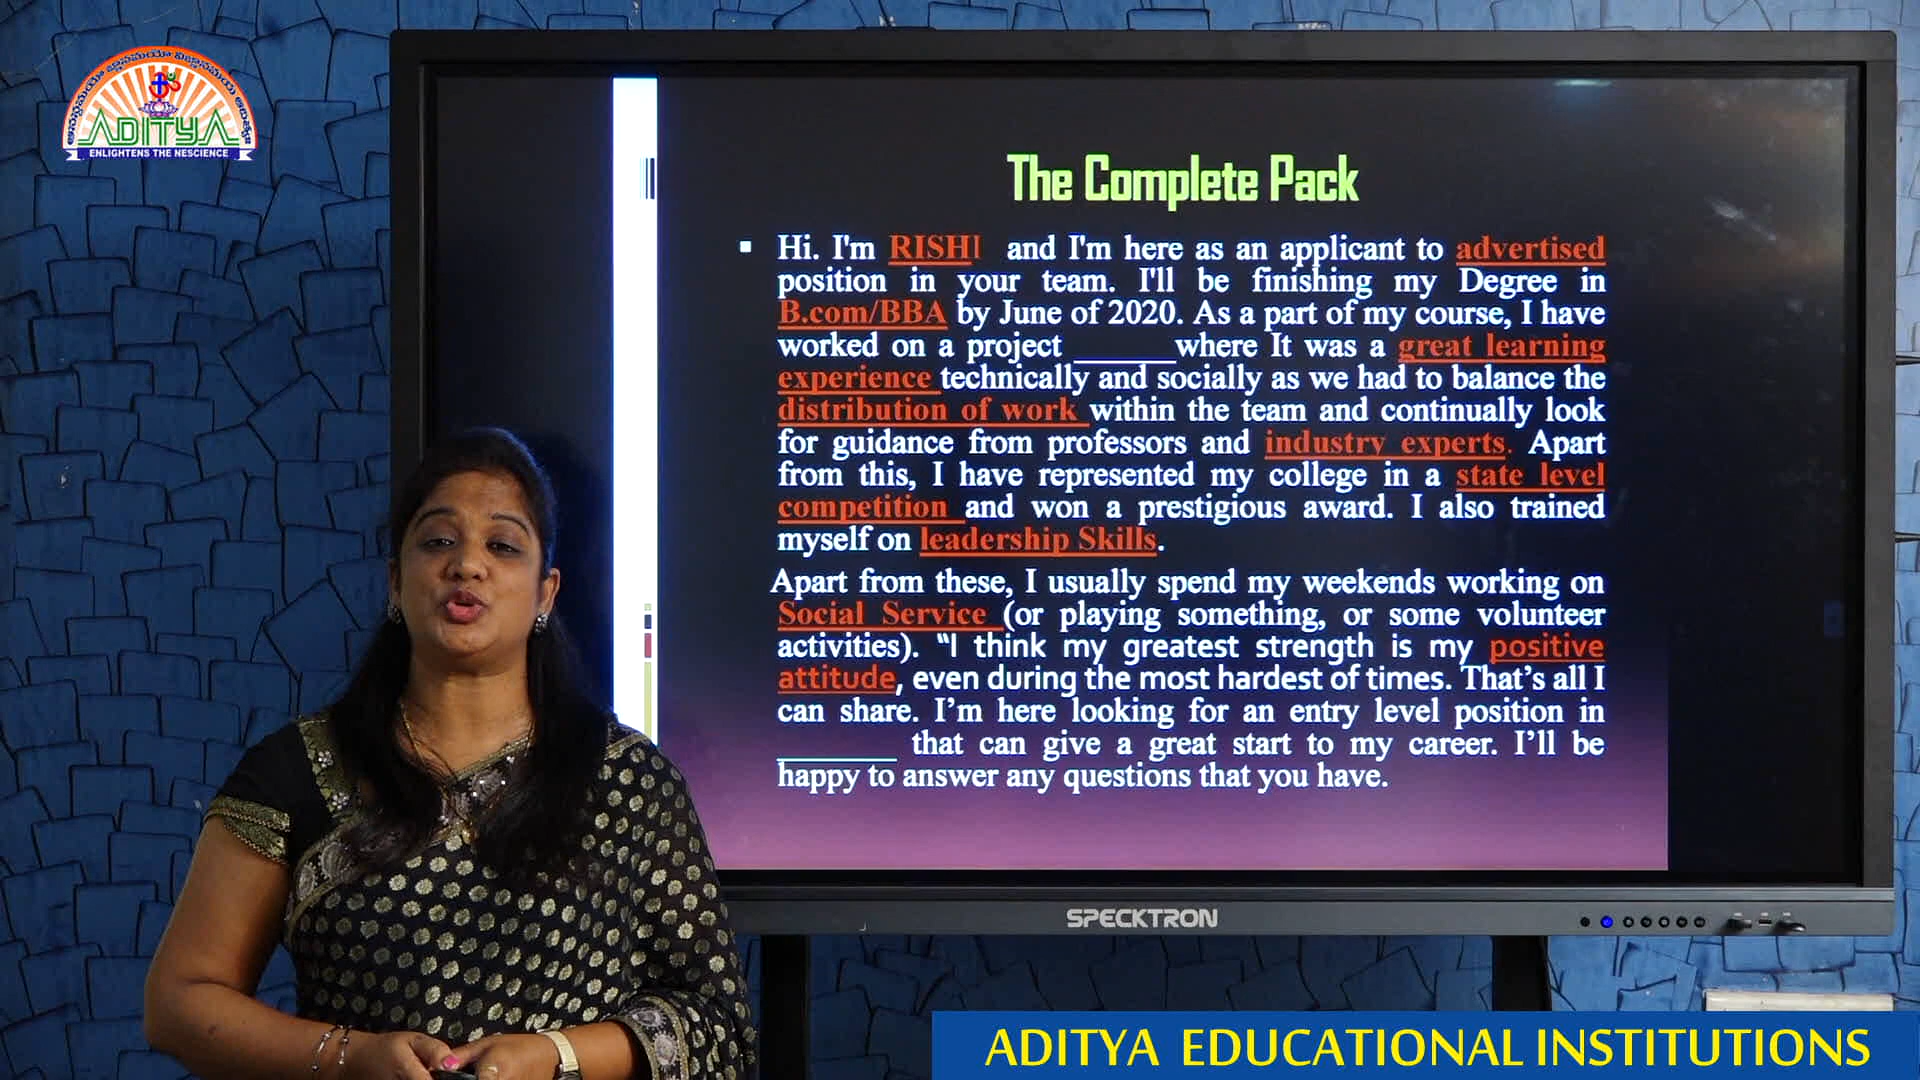 ADITYA
ENLIGHTENS THE NESCIENCE
The Complete Pack
▪ Hi. I'm RISHI and I'm here as an applicant to advertised
position in your team. I'll be finishing my Degree in
B.com/BBA by June of 2020. As a part of my course, I have
worked on a project ______where It was a great learning
experience technically and socially as we had to balance the
distribution of work within the team and continually look
for guidance from professors and industry experts. Apart
from this, I have represented my college in a state level
competition and won a prestigious award. I also trained
myself on leadership Skills.
Apart from these, I usually spend my weekends working on
Social Service (or playing something, or some volunteer
activities). “I think my greatest strength is my positive
attitude, even during the most hardest of times. That’s all I
can share. I’m here looking for an entry level position in
_______ that can give a great start to my career. I’ll be
happy to answer any questions that you have.
SPECKTRON
ADITYA EDUCATIONAL INSTITUTIONS